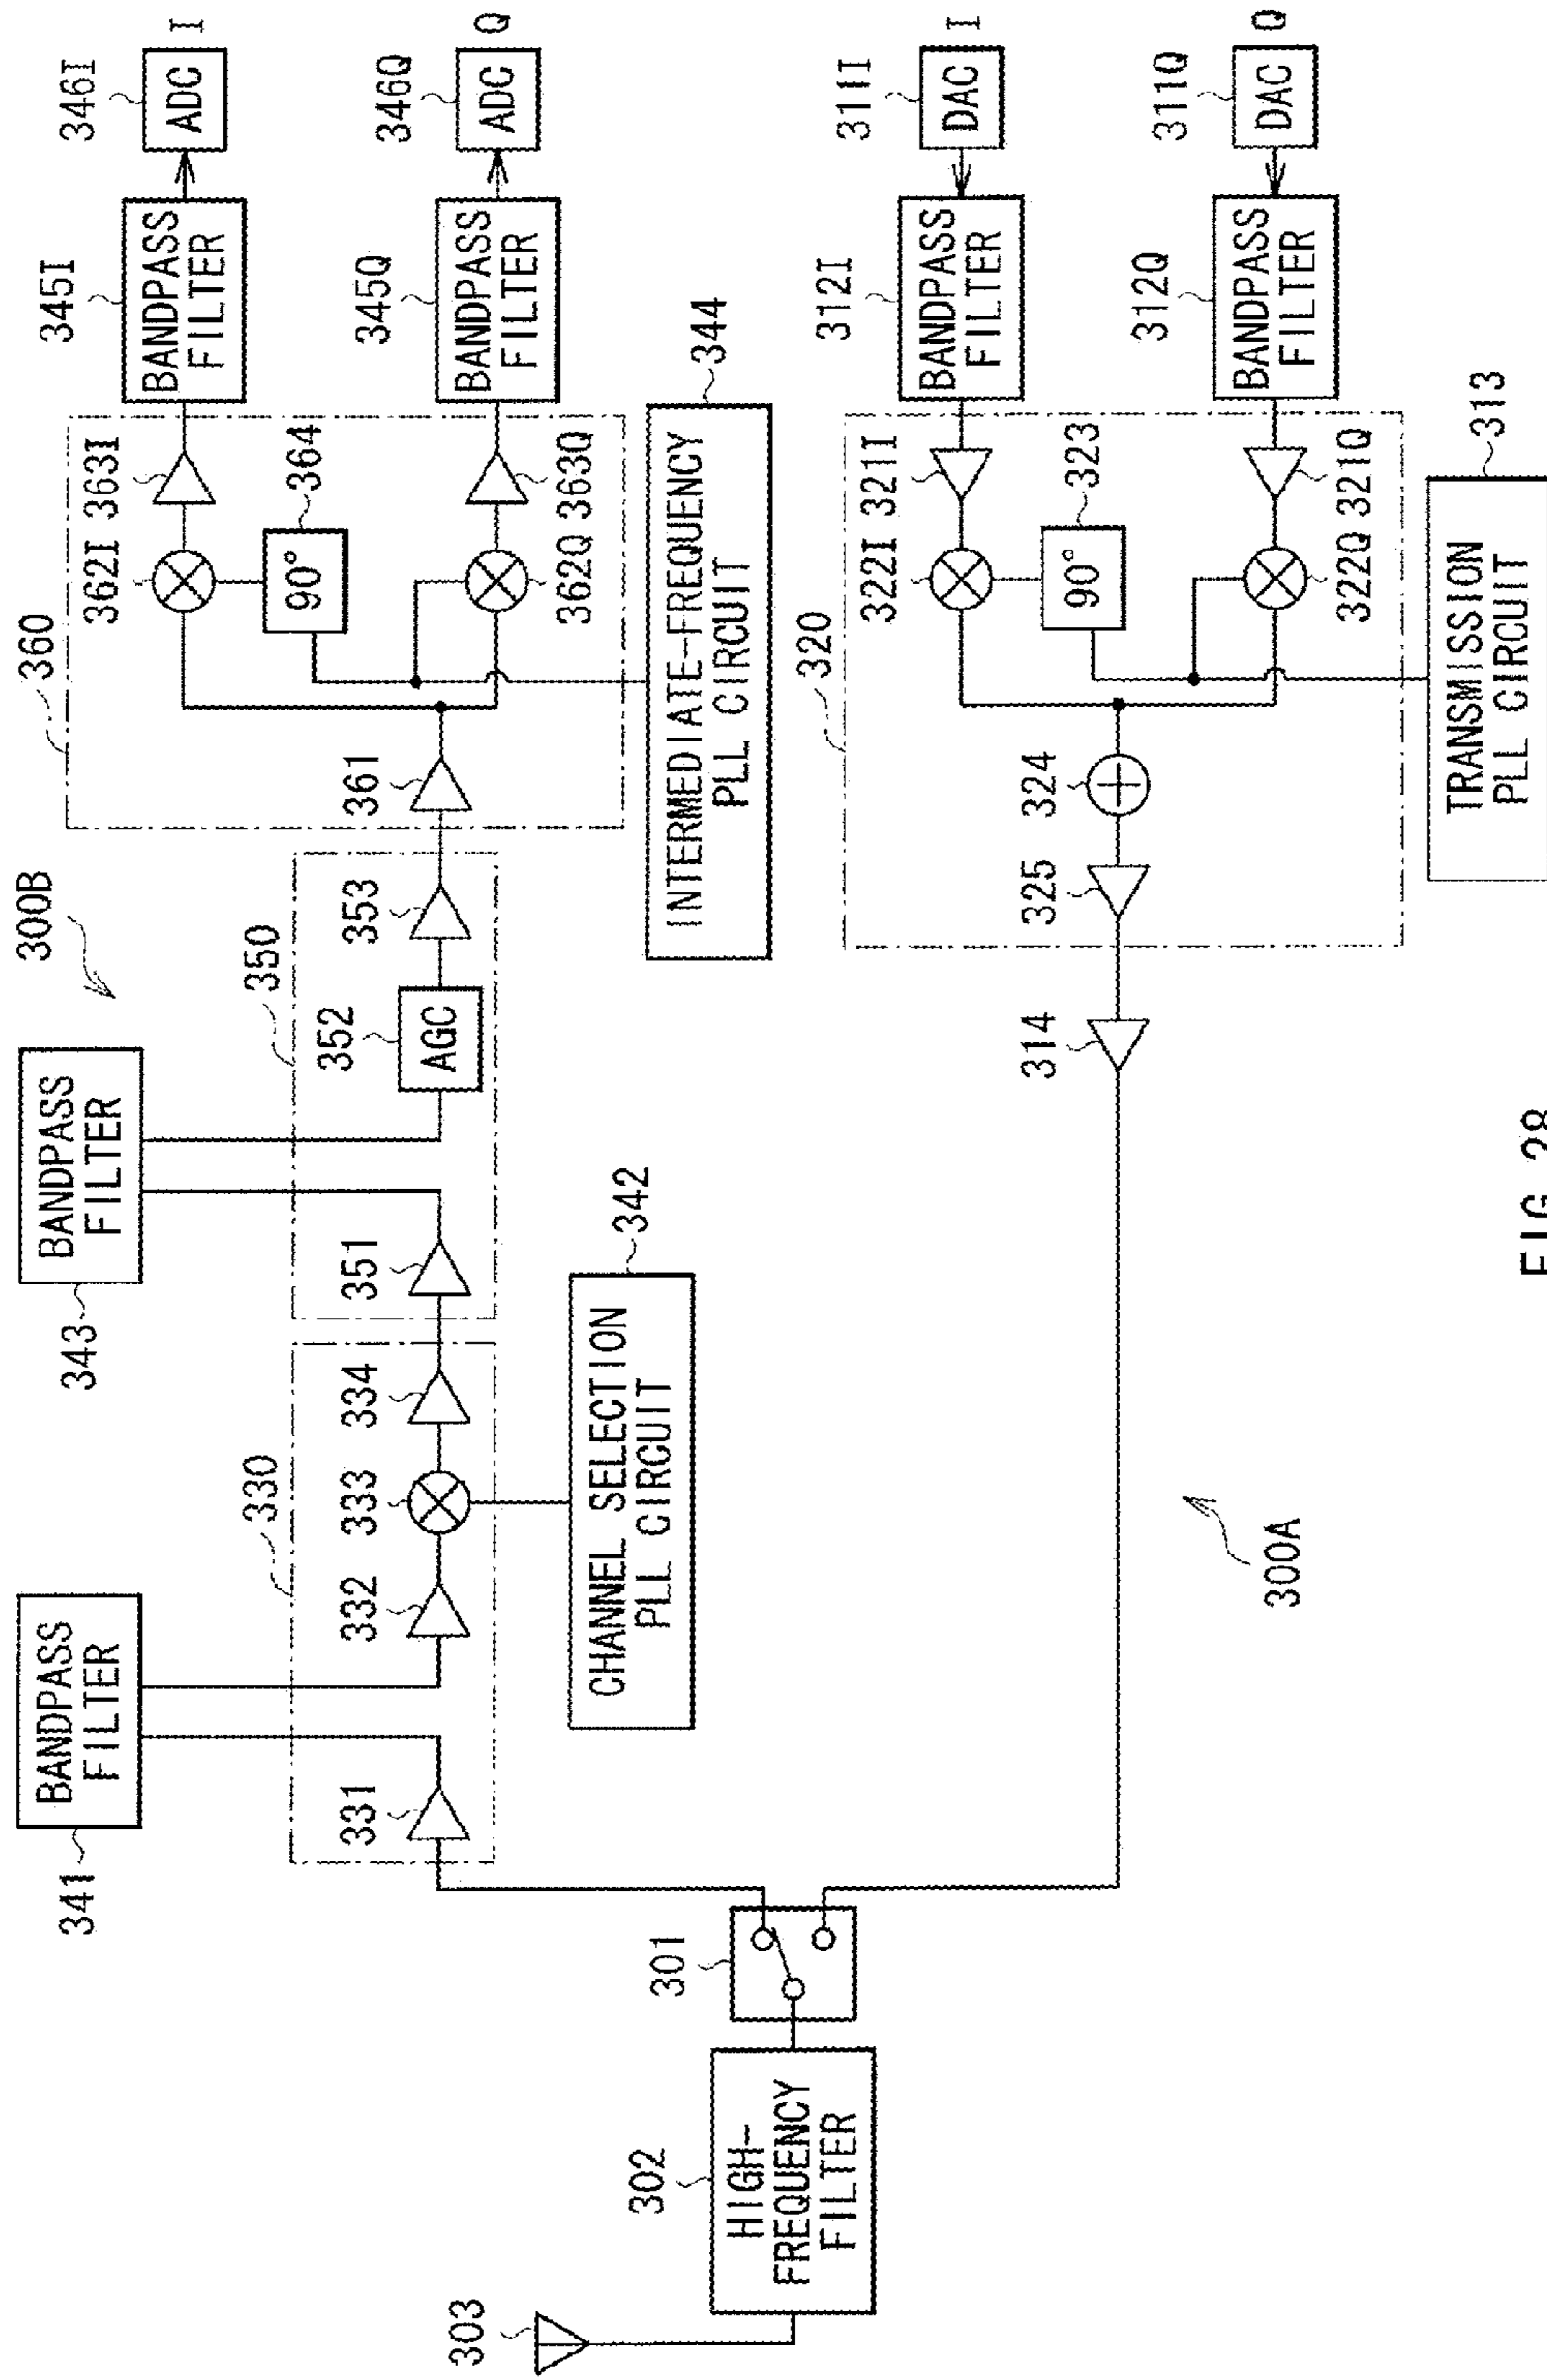 300B
341
BANDPASS
FILTER
343
BANDPASS
FILTER
330
331
332
333
334
350
351
352
AGC
353
360
361
362I
363I
364
90°
362Q
363Q
345I
BANDPASS
FILTER
346I
ADC
I
345Q
BANDPASS
FILTER
346Q
ADC
Q
CHANNEL SELECTION
PLL CIRCUIT
342
INTERMEDIATE-FREQUENCY
PLL CIRCUIT
344
303
302
HIGH-
FREQUENCY
FILTER
301
300A
314
320
325
324
322I
321I
323
90°
322Q
321Q
312I
BANDPASS
FILTER
311I
DAC
I
312Q
BANDPASS
FILTER
311Q
DAC
Q
TRANSMISSION
PLL CIRCUIT
313
FIG. 28